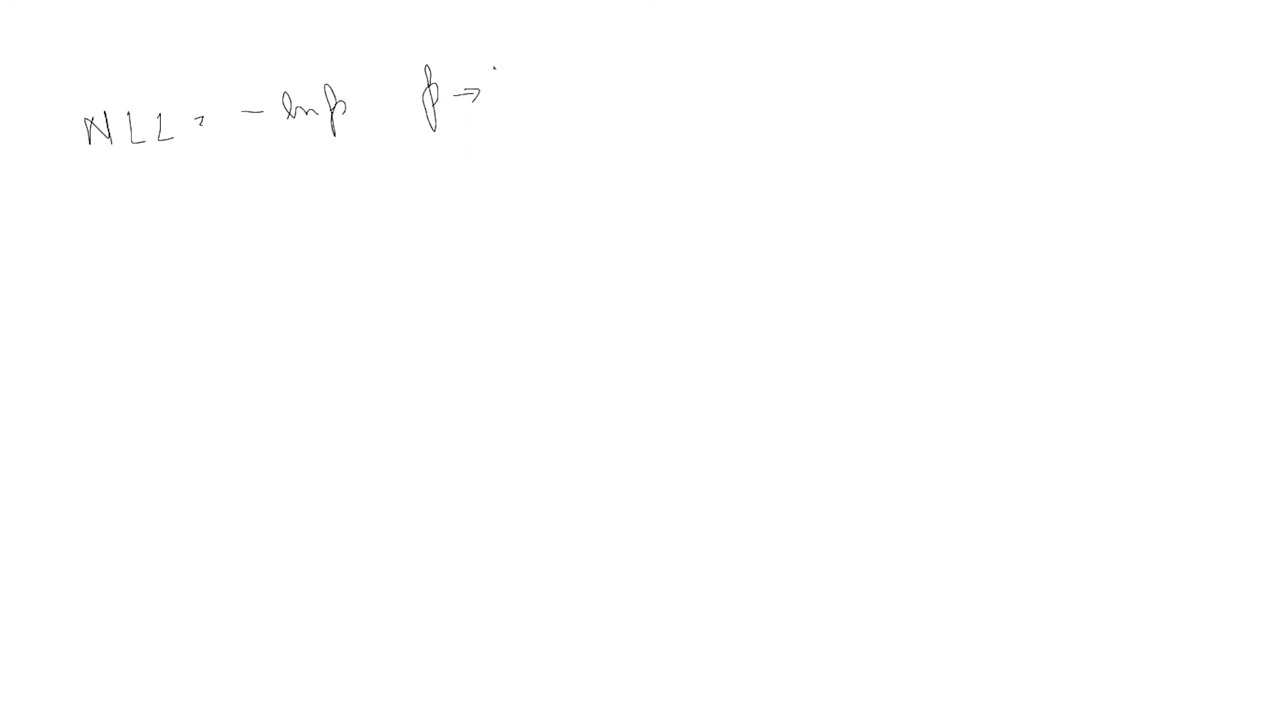 NLL = - ln p p →